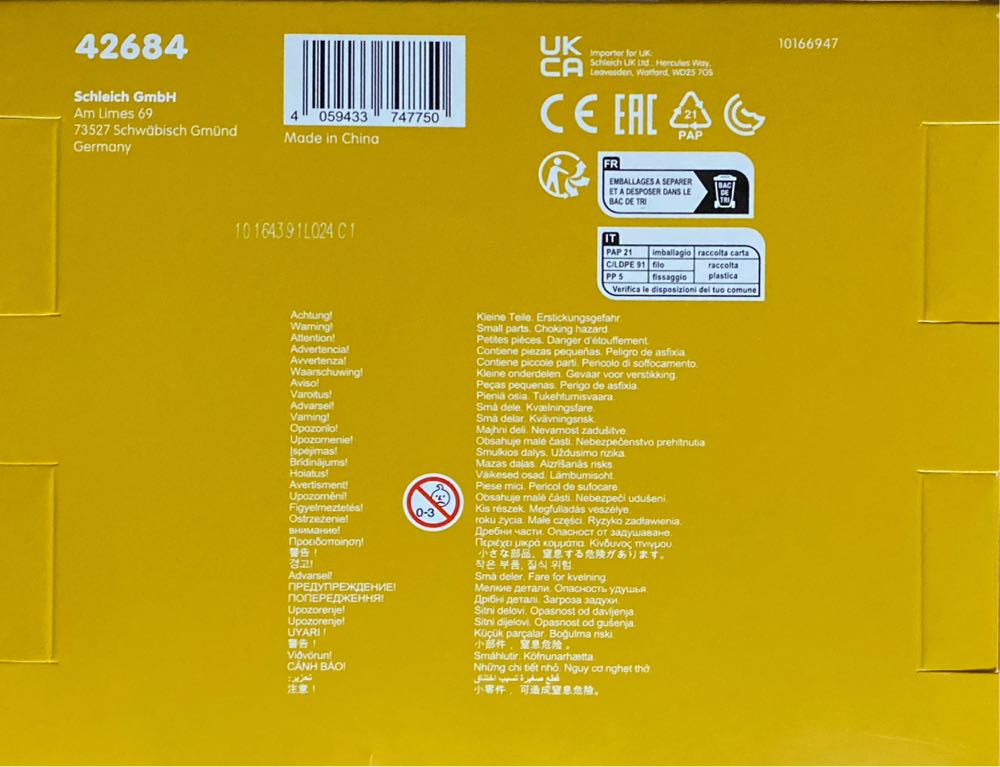 42684
Schleich GmbH
Am Limes 69
73527 Schwäbisch Gmünd
Germany
4 059433 747750
Made in China
UK
CA
Importer for UK:
Schleich UK Ltd., Hercules Way,
Leavesden, Watford, WD25 7GS
10166947
CE EAC
21
PAP
FR
EMBALLAGES A SEPARER
ET A DESPOSER DANS LE
BAC DE TRI
BAC
DE
TRI
IT
PAP 21 imballagio raccolta carta
C/LDPE 91 filo raccolta
PP 5 fissaggio plastica
Verifica le disposizioni del tuo comune
10164391L024 C1
Achtung! Kleine Teile. Erstickungsgefahr.
Warning! Small parts. Choking hazard.
Attention! Petites pièces. Danger d'étouffement.
Advertencia! Contiene piezas pequeñas. Peligro de asfixia.
Avvertenza! Contiene piccole parti. Pericolo di soffocamento.
Waarschuwing! Kleine onderdelen. Gevaar voor verstikking.
Aviso! Peças pequenas. Perigo de asfixia.
Varoitus! Pieniä osia. Tukehtumisvaara.
Advarsel! Små dele. Kvælningsfare.
Varning! Små delar. Kvävningsrisk.
Opozorilo! Majhni deli. Nevarnost zadušitve.
Upozornenie! Obsahuje malé časti. Nebezpečenstvo prehltnutia
Įspėjimas! Smulkios dalys. Uždusimo rizika.
Brīdinājums! Mazas daļas. Aizrīšanās risks.
Hoiatus! Väikesed osad. Lämbumisoht.
Avertisment! Piese mici. Pericol de sufocare.
Upozornění! Obsahuje malé části. Nebezpečí udušení.
Figyelmeztetés! Kis részek. Megfulladás veszélye.
Ostrzeżenie! roku życia. Małe części. Ryzyko zadławienia.
внимание! Дребни части. Опасност от задушаване.
Προειδοποίηση! Περιέχει μικρά κομμάτια. Κίνδυνος πνιγμού.
警告！ 小さな部品、窒息する危険があります。
경고! 작은 부품, 질식 위험.
Advarsel! Små deler. Fare for kvelning.
ПРЕДУПРЕЖДЕНИЕ! Мелкие детали. Опасность удушья.
ПОПЕРЕДЖЕННЯ! Дрібні деталі. Загроза задухи.
Upozorenje! Sitni delovi. Opasnost od davljenja.
Upozorenje! Sitni dijelovi. Opasnost od gušenja.
UYARI ! Küçük parçalar. Boğulma riski.
警告！ 小部件，窒息危險。
Viðvörun! Smáhlutir. Köfnunarhætta.
CẢNH BÁO! Những chi tiết nhỏ. Nguy cơ nghẹt thở.
تحزير: قطع صغيرة تسبب اختناق
注意！ 小零件，可造成窒息危险。
0-3